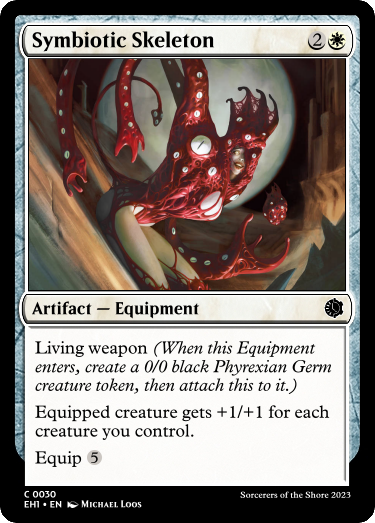 Symbiotic Skeleton 2
Artifact — Equipment
Living weapon (When this Equipment
enters, create a 0/0 black Phyrexian Germ
creature token, then attach this to it.)
Equipped creature gets +1/+1 for each
creature you control.
Equip 5
C 0030
EH1 • EN Michael Loos
Sorcerers of the Shore 2023